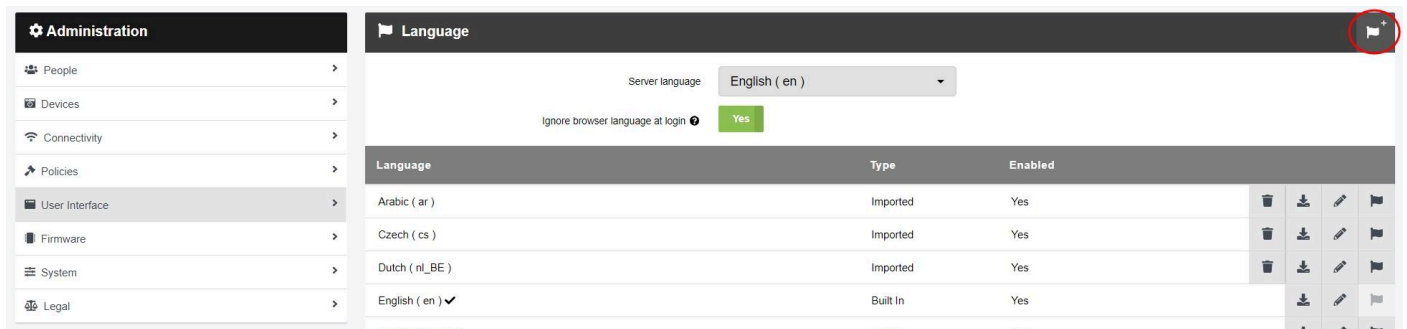 Administration
People
Devices
Connectivity
Policies
User Interface
Firmware
System
Legal
Language
Server language English ( en )
Ignore browser language at login Yes
Language Type Enabled
Arabic ( ar ) Imported Yes
Czech ( cs ) Imported Yes
Dutch ( nl_BE ) Imported Yes
English ( en ) Built In Yes